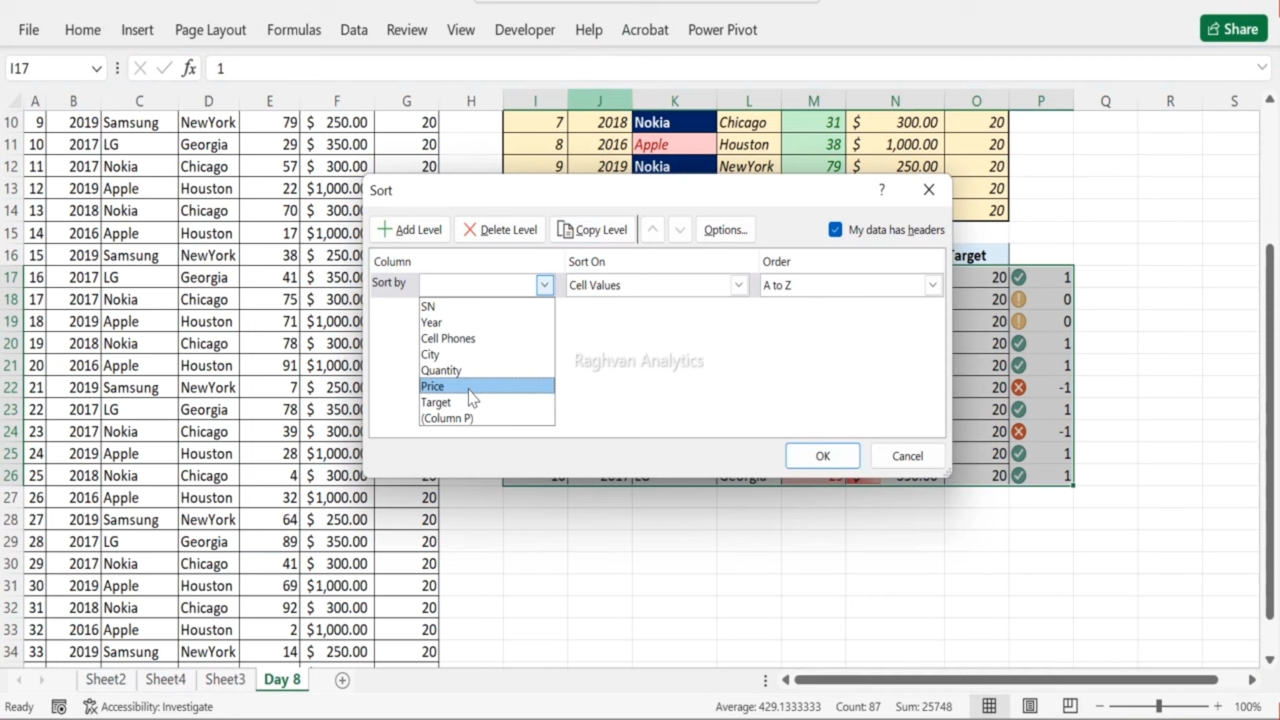 File Home Insert Page Layout Formulas Data Review View Developer Help Acrobat Power Pivot Share
I17 fx 1
A B C D E F G H I J K L M N O P Q R S
10 9 2019 Samsung NewYork 79 $ 250.00 20 7 2018 Nokia Chicago 31 $ 300.00 20
11 10 2017 LG Georgia 29 $ 350.00 20 8 2016 Apple Houston 38 $ 1,000.00 20
12 11 2017 Nokia Chicago 57 $ 300.00 20 9 2019 Nokia NewYork 79 $ 250.00 20
13 12 2019 Apple Houston 22 $1,000.00 20 20
14 13 2018 Nokia Chicago 70 $ 300.00 20 20
15 14 2016 Apple Houston 17 $1,000.00 20
16 15 2019 Samsung NewYork 38 $ 250.00 20 Target
17 16 2017 LG Georgia 41 $ 350.00 20 20 1
18 17 2017 Nokia Chicago 75 $ 300.00 20 0
19 18 2019 Apple Houston 71 $1,000.00 20 0
20 19 2018 Nokia Chicago 78 $ 300.00 20 1
21 20 2016 Apple Houston 91 $1,000.00 20 1
22 21 2019 Samsung NewYork 7 $ 250.00 20 -1
23 22 2017 LG Georgia 78 $ 350.00 20 1
24 23 2017 Nokia Chicago 39 $ 300.00 20 -1
25 24 2019 Apple Houston 28 $1,000.00 20 1
26 25 2018 Nokia Chicago 4 $ 300.00 20 1
27 26 2016 Apple Houston 32 $1,000.00 20
28 27 2019 Samsung NewYork 64 $ 250.00 20
29 28 2017 LG Georgia 89 $ 350.00 20
30 29 2017 Nokia Chicago 41 $ 300.00 20
31 30 2019 Apple Houston 69 $1,000.00 20
32 31 2018 Nokia Chicago 92 $ 300.00 20
33 32 2016 Apple Houston 2 $1,000.00 20
34 33 2019 Samsung NewYork 14 $ 250.00 20
Sort ?
Add Level Delete Level Copy Level Options... My data has headers
Column Sort On Order
Sort by Cell Values A to Z
SN
Year
Cell Phones
City
Quantity
Price
Target
(Column P)
Raghvan Analytics
OK Cancel
Sheet2 Sheet4 Sheet3 Day 8
Ready Accessibility: Investigate Average: 429.1333333 Count: 87 Sum: 25748 100%